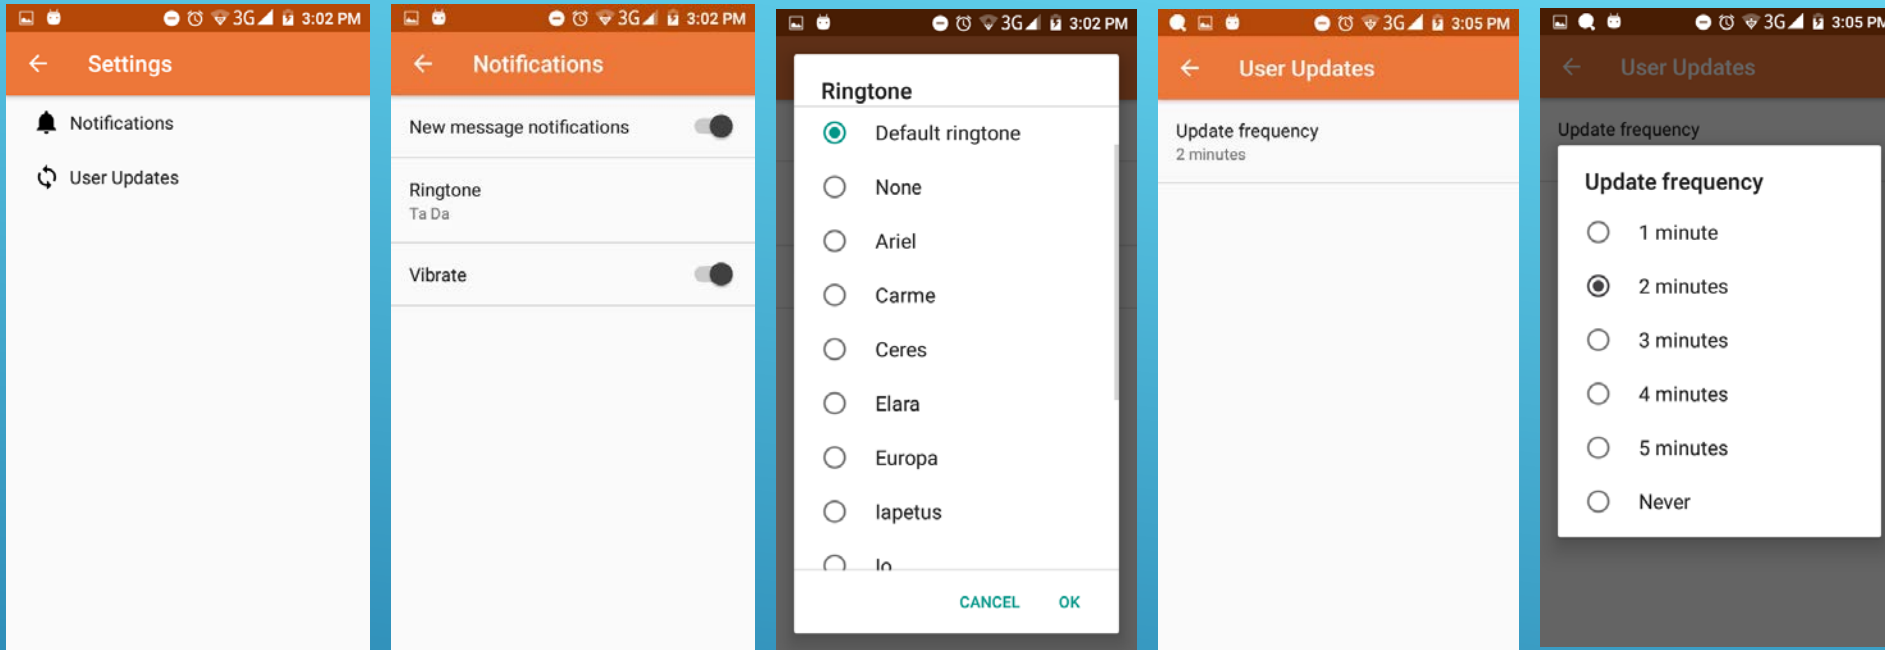 3G 3:02 PM
Settings
Notifications
User Updates
3G 3:02 PM
Notifications
New message notifications
Ringtone
Ta Da
Vibrate
3G 3:02 PM
Ringtone
Default ringtone
None
Ariel
Carme
Ceres
Elara
Europa
Iapetus
Io
CANCEL OK
3G 3:05 PM
User Updates
Update frequency
2 minutes
3G 3:05 PM
User Updates
Update frequency
Update frequency
1 minute
2 minutes
3 minutes
4 minutes
5 minutes
Never